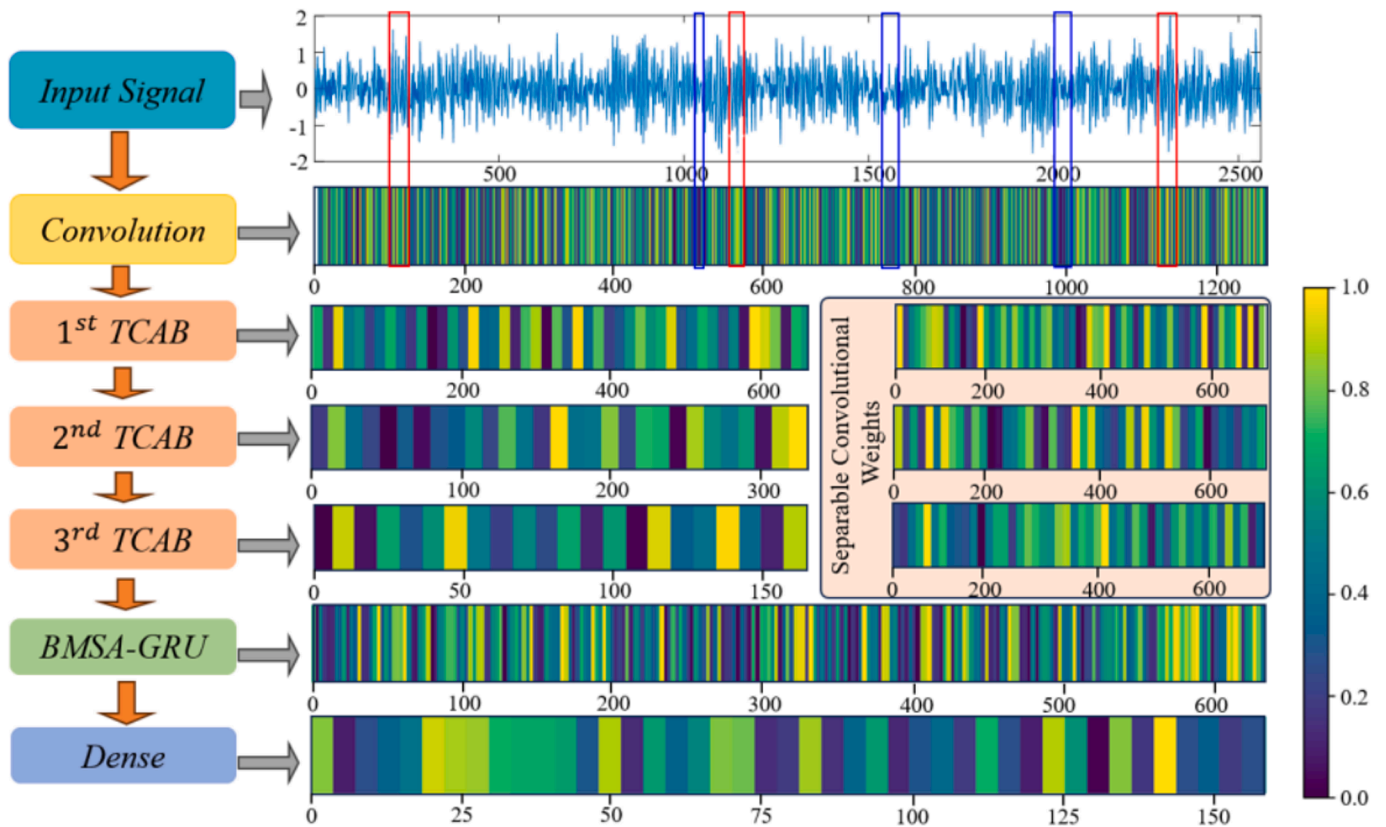 2
1
0
-1
-2
Input Signal
500 1000 1500 2000 2500
Convolution
0 200 400 600 800 1000 1200
1st TCAB
0 200 400 600
2nd TCAB
0 100 200 300
3rd TCAB
0 50 100 150
Separable Convolutional
Weights
0 200 400 600
0 200 400 600
0 200 400 600
BMSA-GRU
0 100 200 300 400 500 600
Dense
0 25 50 75 100 125 150
1.0
0.8
0.6
0.4
0.2
0.0